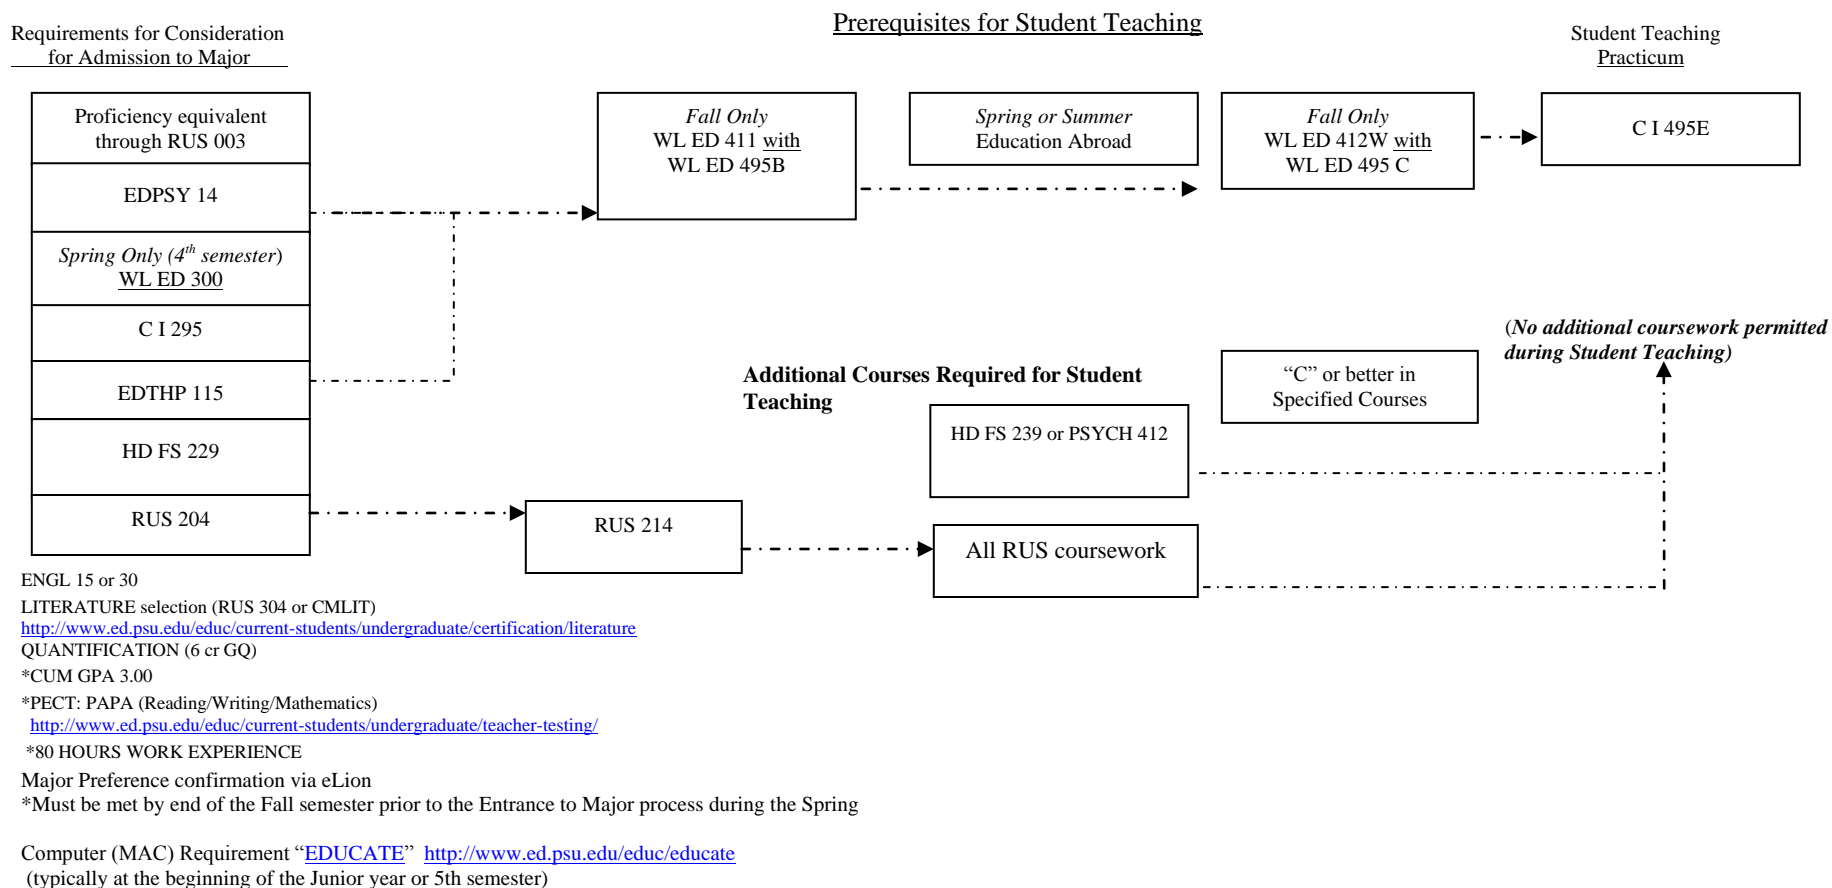 Prerequisites for Student Teaching
Requirements for Consideration
for Admission to Major
Student Teaching
Practicum
Proficiency equivalent
through RUS 003
EDPSY 14
Spring Only (4th semester)
WL ED 300
C I 295
EDTHP 115
HD FS 229
RUS 204
Fall Only
WL ED 411 with
WL ED 495B
Spring or Summer
Education Abroad
Fall Only
WL ED 412W with
WL ED 495 C
C I 495E
(No additional coursework permitted
during Student Teaching)
Additional Courses Required for Student
Teaching
“C” or better in
Specified Courses
HD FS 239 or PSYCH 412
RUS 214
All RUS coursework
ENGL 15 or 30
LITERATURE selection (RUS 304 or CMLIT)
http://www.ed.psu.edu/educ/current-students/undergraduate/certification/literature
QUANTIFICATION (6 cr GQ)
*CUM GPA 3.00
*PECT: PAPA (Reading/Writing/Mathematics)
http://www.ed.psu.edu/educ/current-students/undergraduate/teacher-testing/
*80 HOURS WORK EXPERIENCE
Major Preference confirmation via eLion
*Must be met by end of the Fall semester prior to the Entrance to Major process during the Spring
Computer (MAC) Requirement “EDUCATE” http://www.ed.psu.edu/educ/educate
(typically at the beginning of the Junior year or 5th semester)